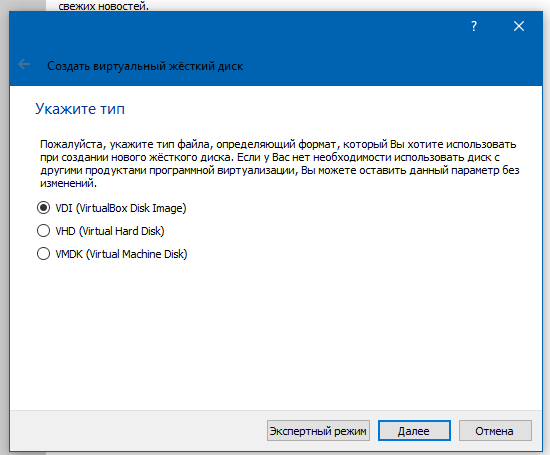 свежих новостей.
?
Создать виртуальный жёсткий диск
Укажите тип
Пожалуйста, укажите тип файла, определяющий формат, который Вы хотите использовать
при создании нового жёсткого диска. Если у Вас нет необходимости использовать диск с
другими продуктами программной виртуализации, Вы можете оставить данный параметр без
изменений.
VDI (VirtualBox Disk Image)
VHD (Virtual Hard Disk)
VMDK (Virtual Machine Disk)
Экспертный режим Далее Отмена